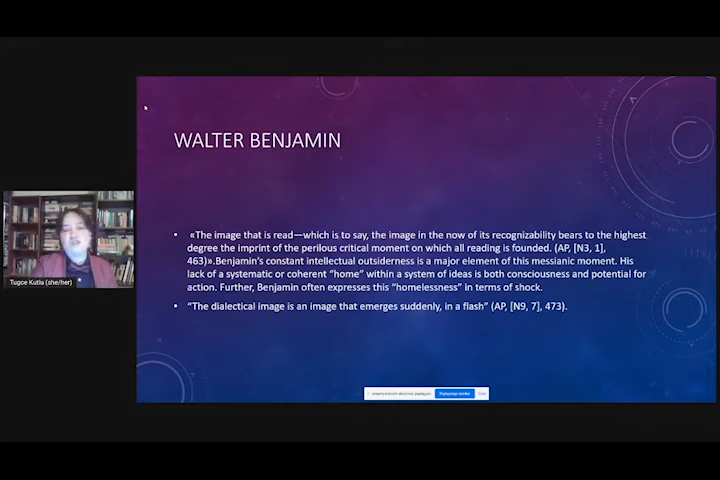 WALTER BENJAMIN
• «The image that is read—which is to say, the image in the now of its recognizability bears to the highest
degree the imprint of the perilous critical moment on which all reading is founded. (AP, [N3, 1],
463)».Benjamin's constant intellectual outsiderness is a major element of this messianic moment. His
lack of a systematic or coherent "home" within a system of ideas is both consciousness and potential for
action. Further, Benjamin often expresses this "homelessness" in terms of shock.
• "The dialectical image is an image that emerges suddenly, in a flash" (AP, [N9, 7], 473).
Tugce Kutlu (she/her)